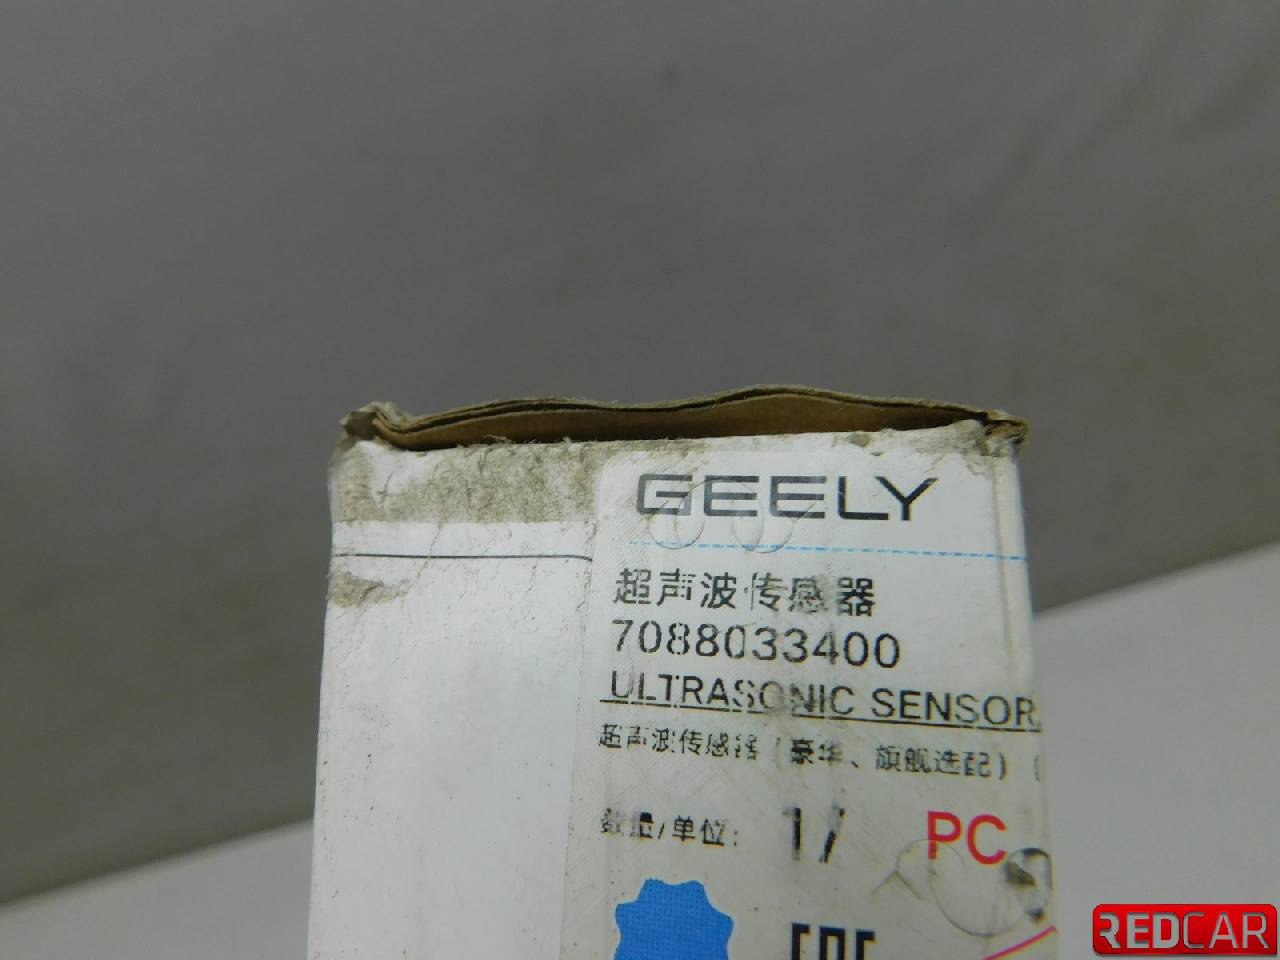 GEELY
超声波传感器
7088033400
ULTRASONIC SENSOR
超声波传感器（豪华、旗舰选配）
数量/单位: 1/ PC
REDCAR